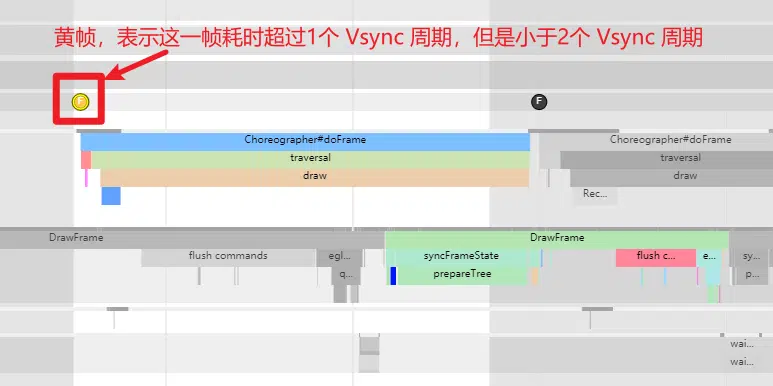 黄帧，表示这一帧耗时超过1个 Vsync 周期，但是小于2个 Vsync 周期
F F
Choreographer#doFrame Choreographer#doFrame
traversal traversal
draw draw
Rec...
DrawFrame DrawFrame
flush commands egl... syncFrameState flush c... e... sy...
q... prepareTree p...
wai...
wai...